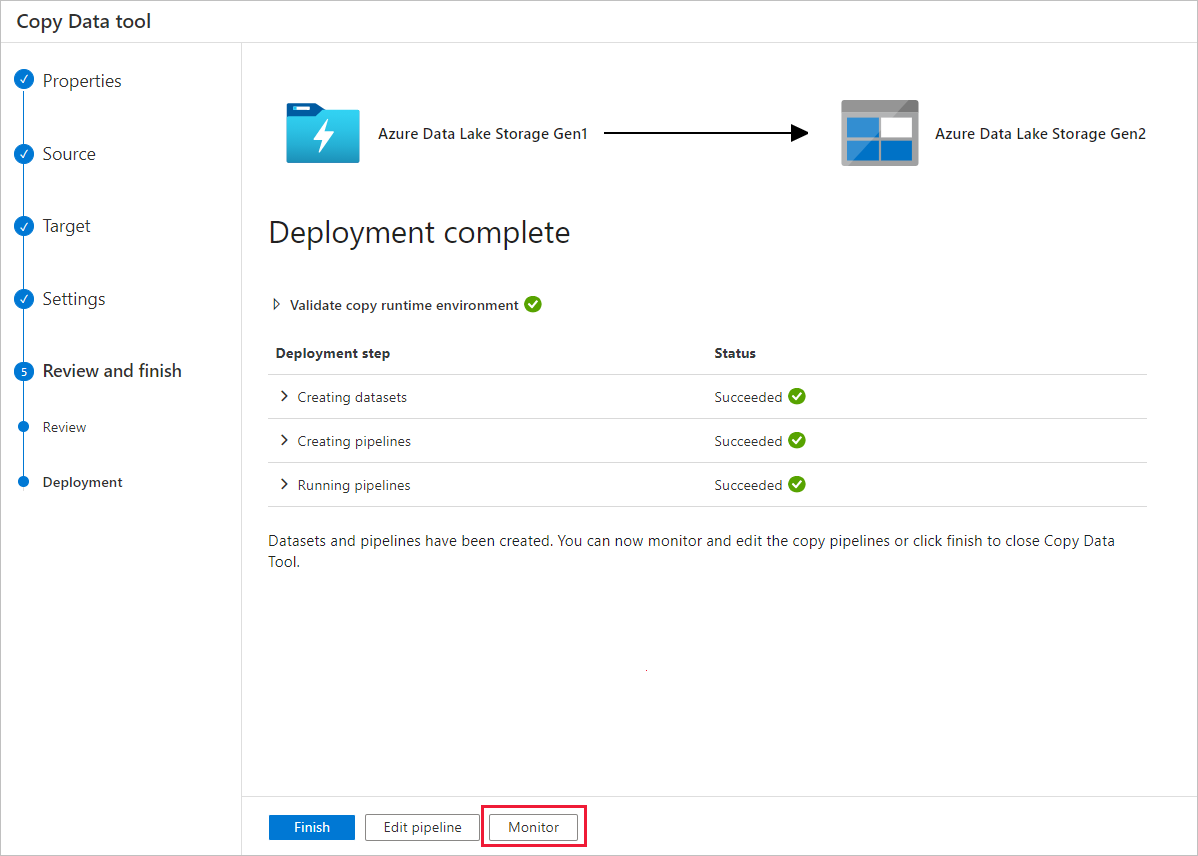 Copy Data tool
Properties
Source
Target
Settings
5 Review and finish
Review
Deployment
Azure Data Lake Storage Gen1
Azure Data Lake Storage Gen2
Deployment complete
Validate copy runtime environment
Deployment step Status
Creating datasets Succeeded
Creating pipelines Succeeded
Running pipelines Succeeded
Datasets and pipelines have been created. You can now monitor and edit the copy pipelines or click finish to close Copy Data
Tool.
Finish Edit pipeline Monitor